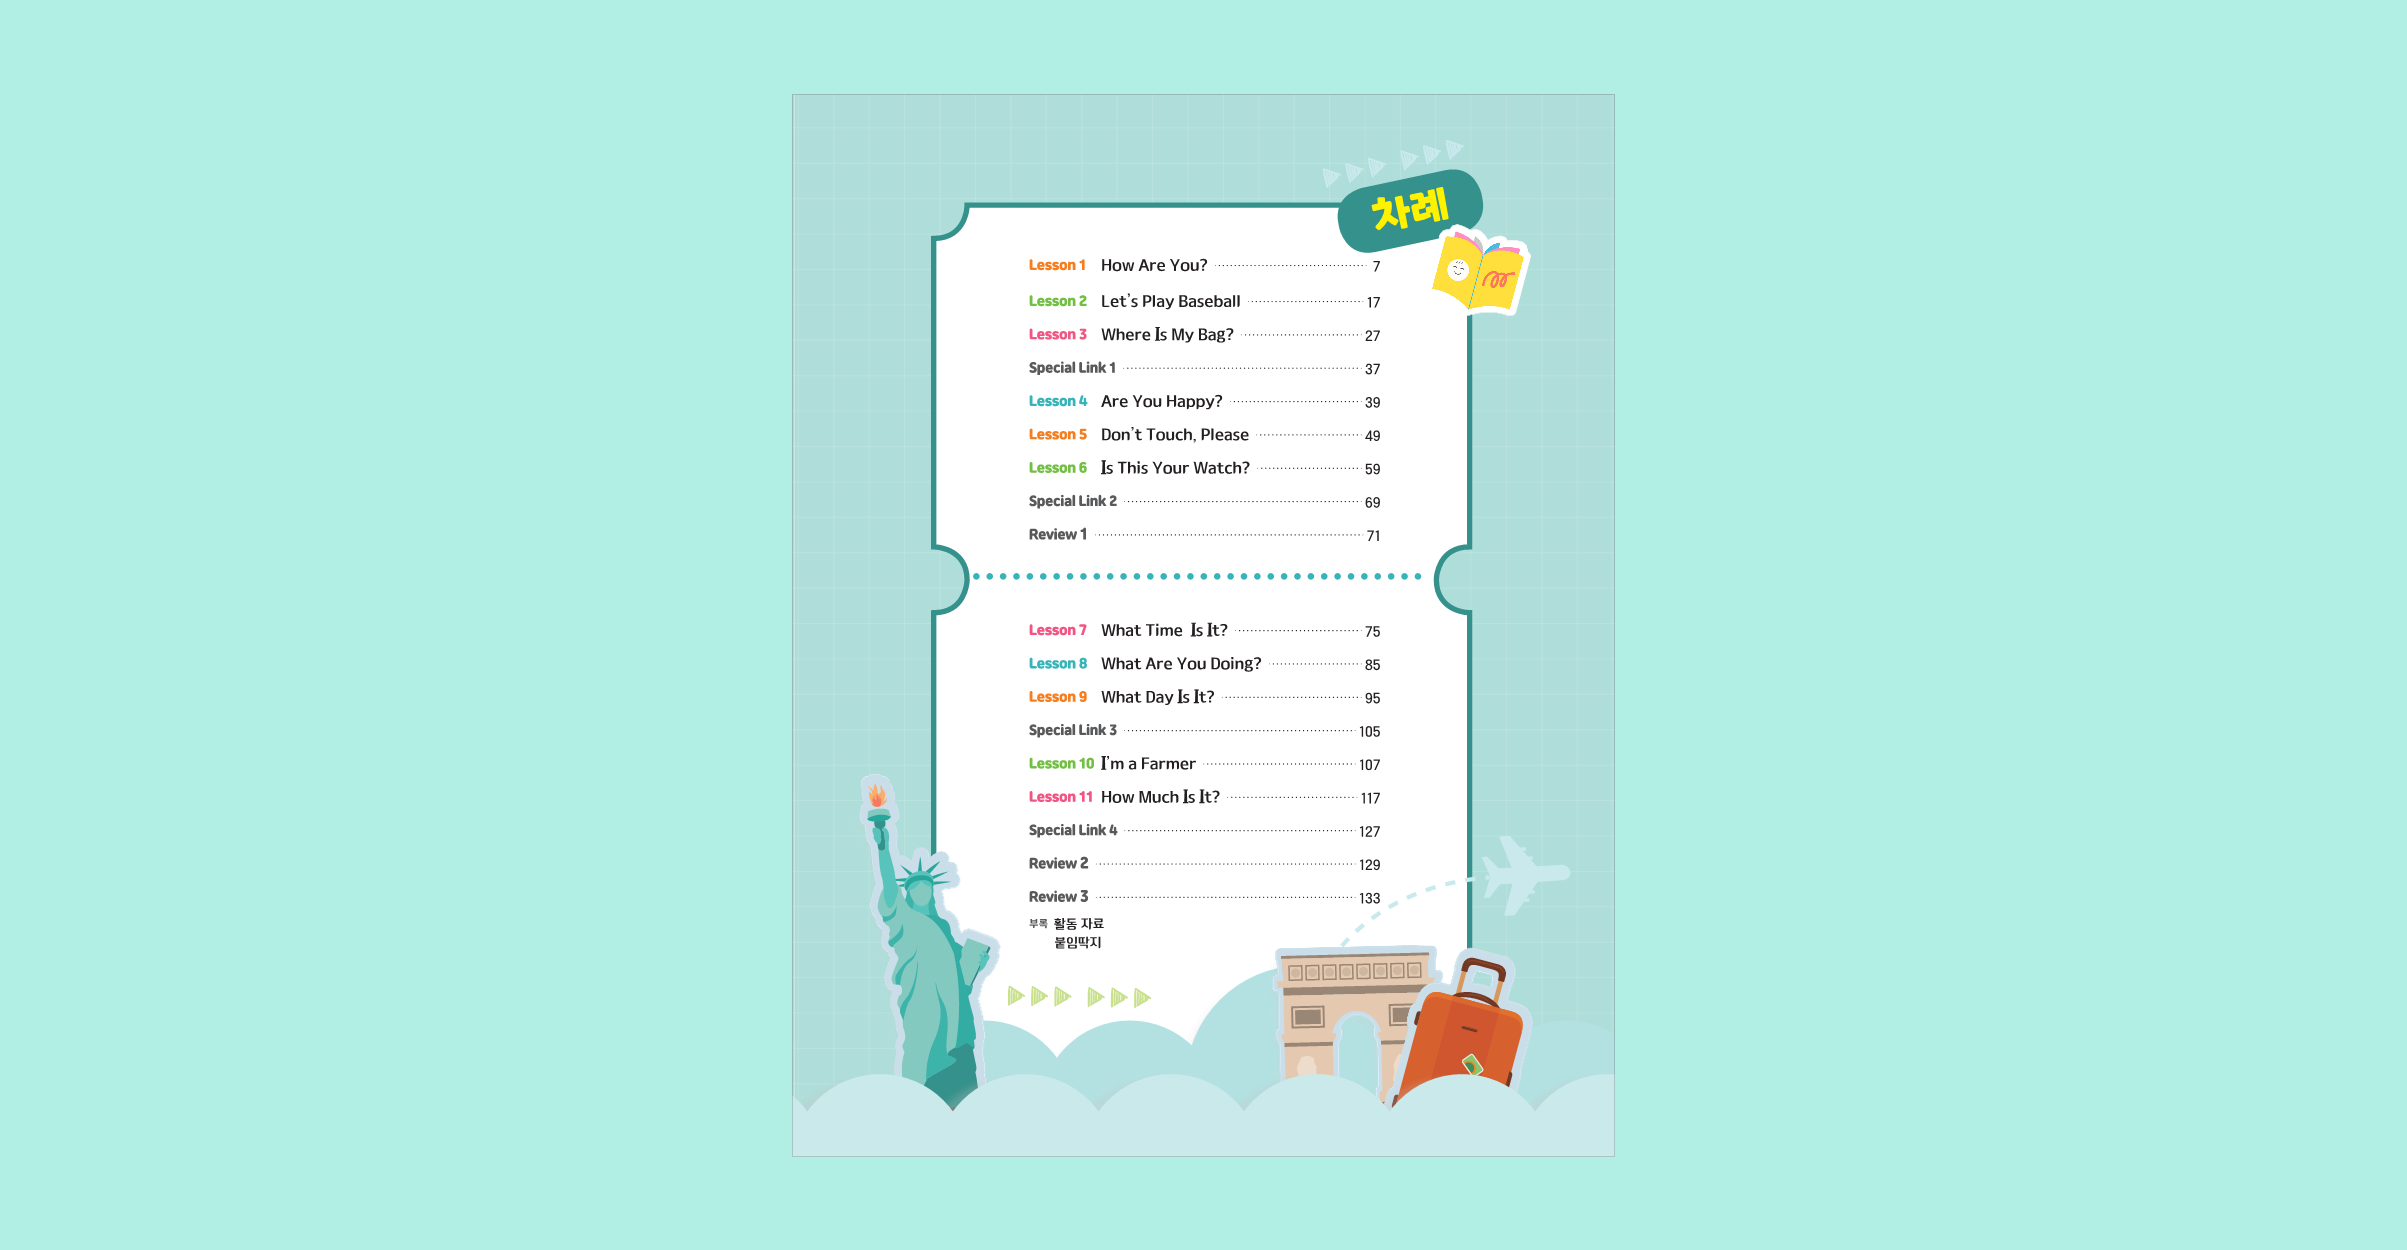 차례
Lesson 1 How Are You? 7
Lesson 2 Let's Play Baseball 17
Lesson 3 Where Is My Bag? 27
Special Link 1 37
Lesson 4 Are You Happy? 39
Lesson 5 Don't Touch, Please 49
Lesson 6 Is This Your Watch? 59
Special Link 2 69
Review 1 71
Lesson 7 What Time Is It? 75
Lesson 8 What Are You Doing? 85
Lesson 9 What Day Is It? 95
Special Link 3 105
Lesson 10 I'm a Farmer 107
Lesson 11 How Much Is It? 117
Special Link 4 127
Review 2 129
Review 3 133
부록 활동 자료
붙임딱지